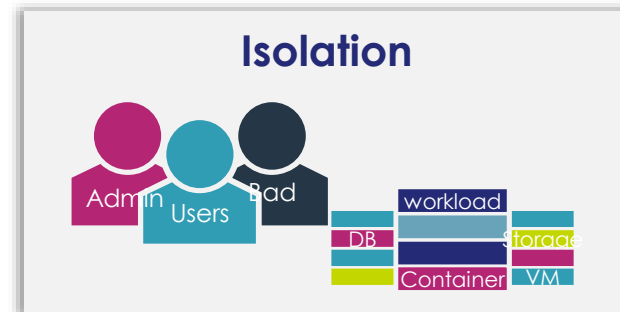 Isolation
Admin
Users
Bad
workload
DB
Storage
Container
VM